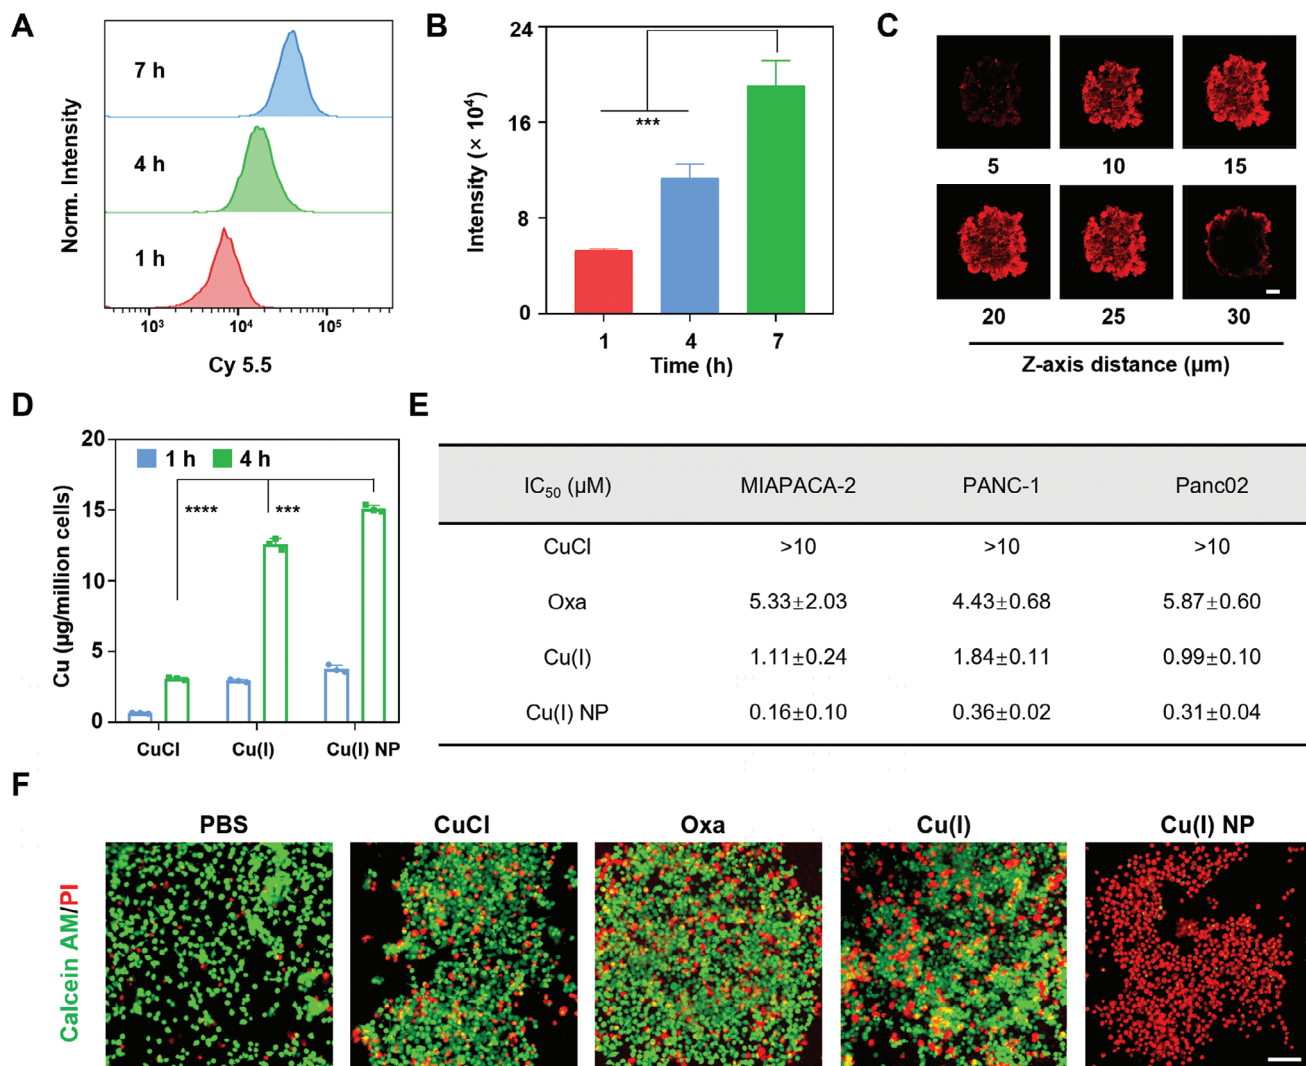 A
7 h
4 h
1 h
Norm. Intensity
10³ 10⁴ 10⁵
Cy 5.5
B
24
16
8
0
Intensity (× 10⁴)
***
1 4 7
Time (h)
C
5 10 15
20 25 30
Z-axis distance (μm)
D
20
15
10
5
0
Cu (μg/million cells)
1 h 4 h
**** ***
CuCl Cu(I) Cu(I) NP
E
IC₅₀ (μM) MIAPACA-2 PANC-1 Panc02
CuCl >10 >10 >10
Oxa 5.33±2.03 4.43±0.68 5.87±0.60
Cu(I) 1.11±0.24 1.84±0.11 0.99±0.10
Cu(I) NP 0.16±0.10 0.36±0.02 0.31±0.04
F
PBS CuCl Oxa Cu(I) Cu(I) NP
Calcein AM/PI